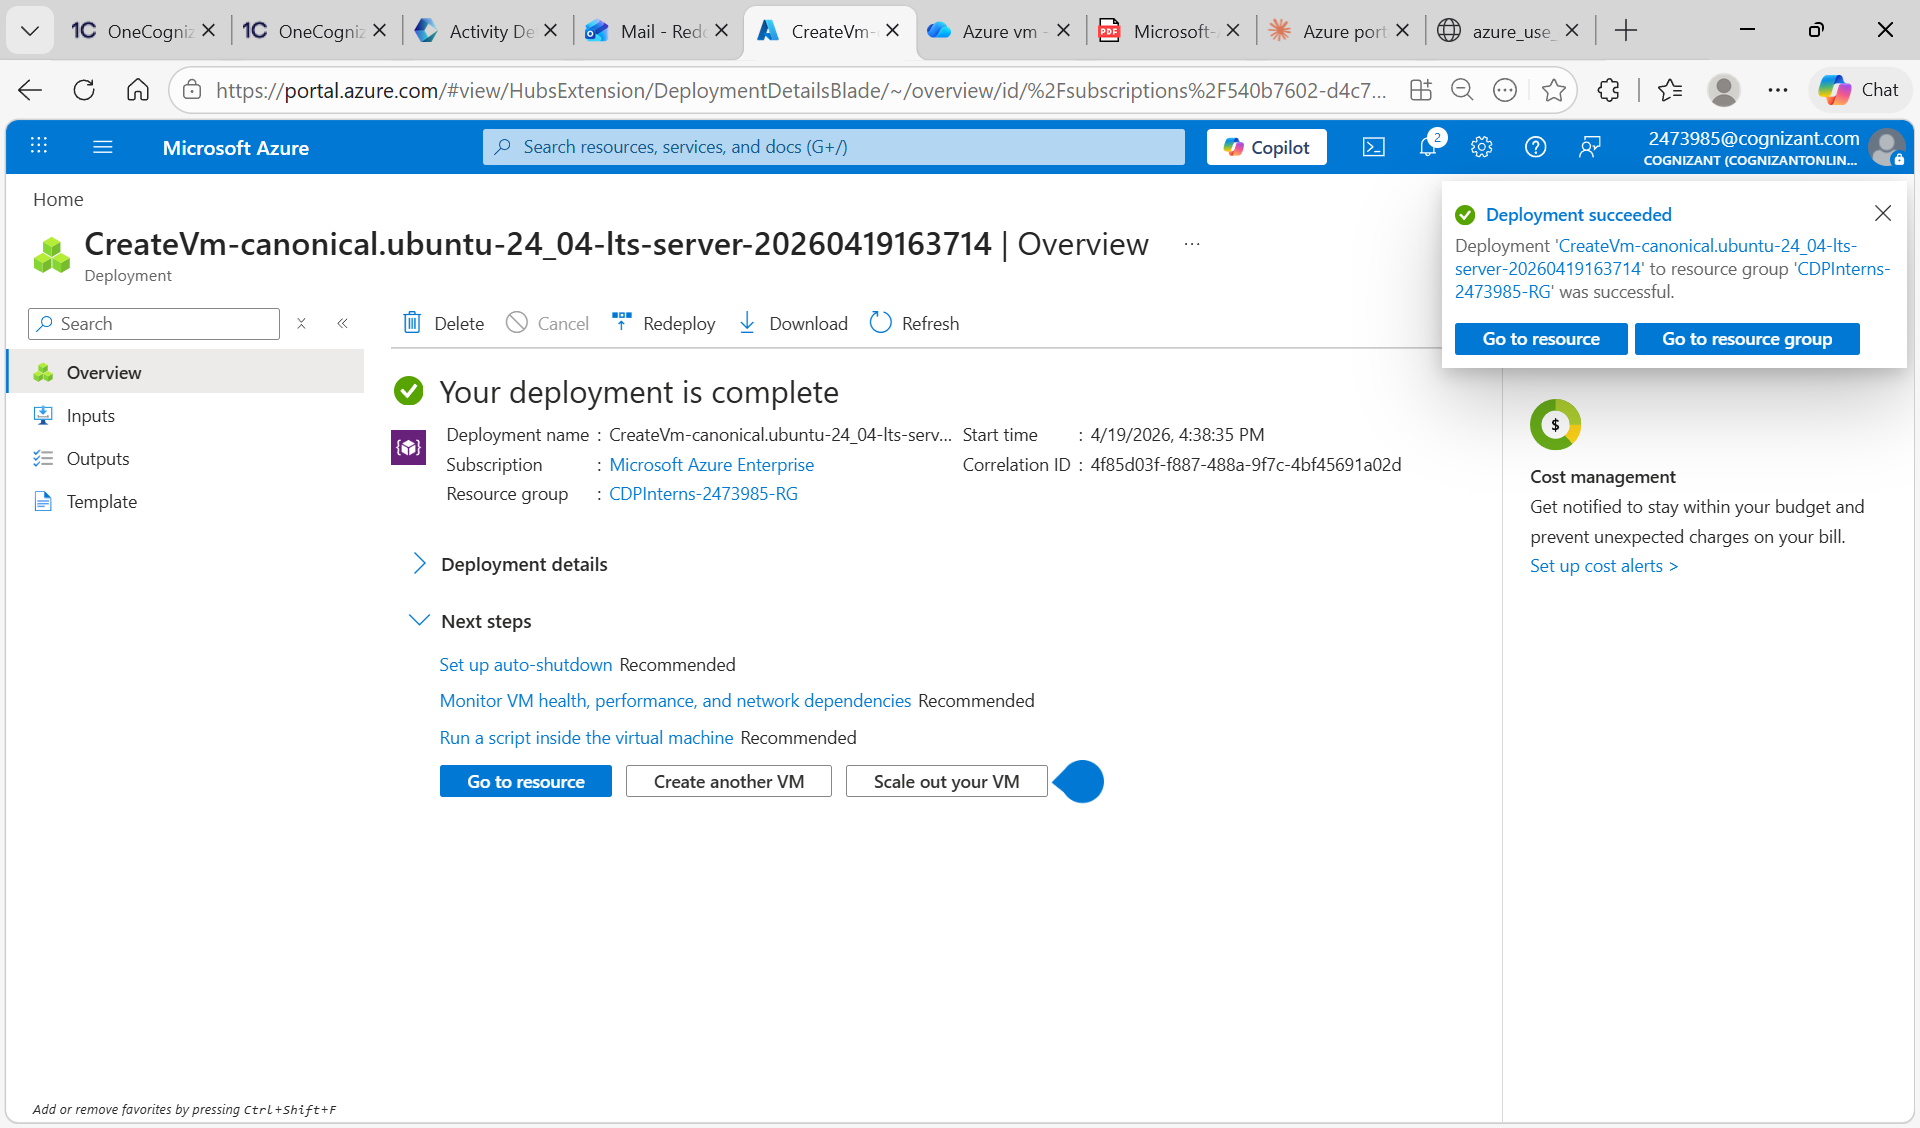 OneCogniz
OneCogniz
Activity De
Mail - Redc
CreateVm-
Azure vm -
Microsoft-
Azure port
azure_use_
https://portal.azure.com/#view/HubsExtension/DeploymentDetailsBlade/~/overview/id/%2Fsubscriptions%2F540b7602-d4c7...
Chat
Microsoft Azure
Search resources, services, and docs (G+/)
Copilot
2
2473985@cognizant.com
COGNIZANT (COGNIZANTONLIN...
Home
CreateVm-canonical.ubuntu-24_04-lts-server-20260419163714 | Overview
Deployment
Deployment succeeded
Deployment 'CreateVm-canonical.ubuntu-24_04-lts-
server-20260419163714' to resource group 'CDPInterns-
2473985-RG' was successful.
Go to resource
Go to resource group
Search
Delete
Cancel
Redeploy
Download
Refresh
Overview
Inputs
Outputs
Template
Your deployment is complete
Deployment name : CreateVm-canonical.ubuntu-24_04-lts-serv...
Subscription : Microsoft Azure Enterprise
Resource group : CDPInterns-2473985-RG
Start time : 4/19/2026, 4:38:35 PM
Correlation ID : 4f85d03f-f887-488a-9f7c-4bf45691a02d
Deployment details
Next steps
Set up auto-shutdown Recommended
Monitor VM health, performance, and network dependencies Recommended
Run a script inside the virtual machine Recommended
Go to resource
Create another VM
Scale out your VM
$
Cost management
Get notified to stay within your budget and
prevent unexpected charges on your bill.
Set up cost alerts >
Add or remove favorites by pressing Ctrl+Shift+F